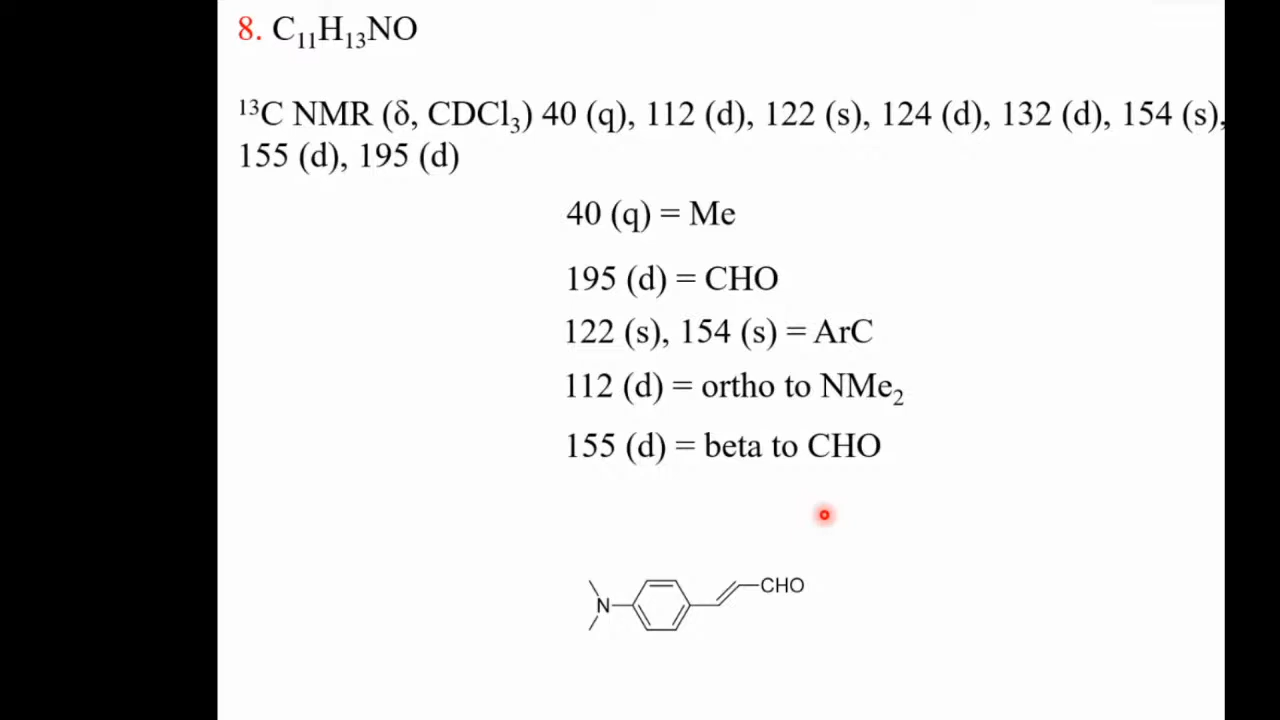 8. C₁₁H₁₃NO
¹³C NMR (δ, CDCl₃) 40 (q), 112 (d), 122 (s), 124 (d), 132 (d), 154 (s),
155 (d), 195 (d)
40 (q) = Me
195 (d) = CHO
122 (s), 154 (s) = ArC
112 (d) = ortho to NMe₂
155 (d) = beta to CHO
CHO
N